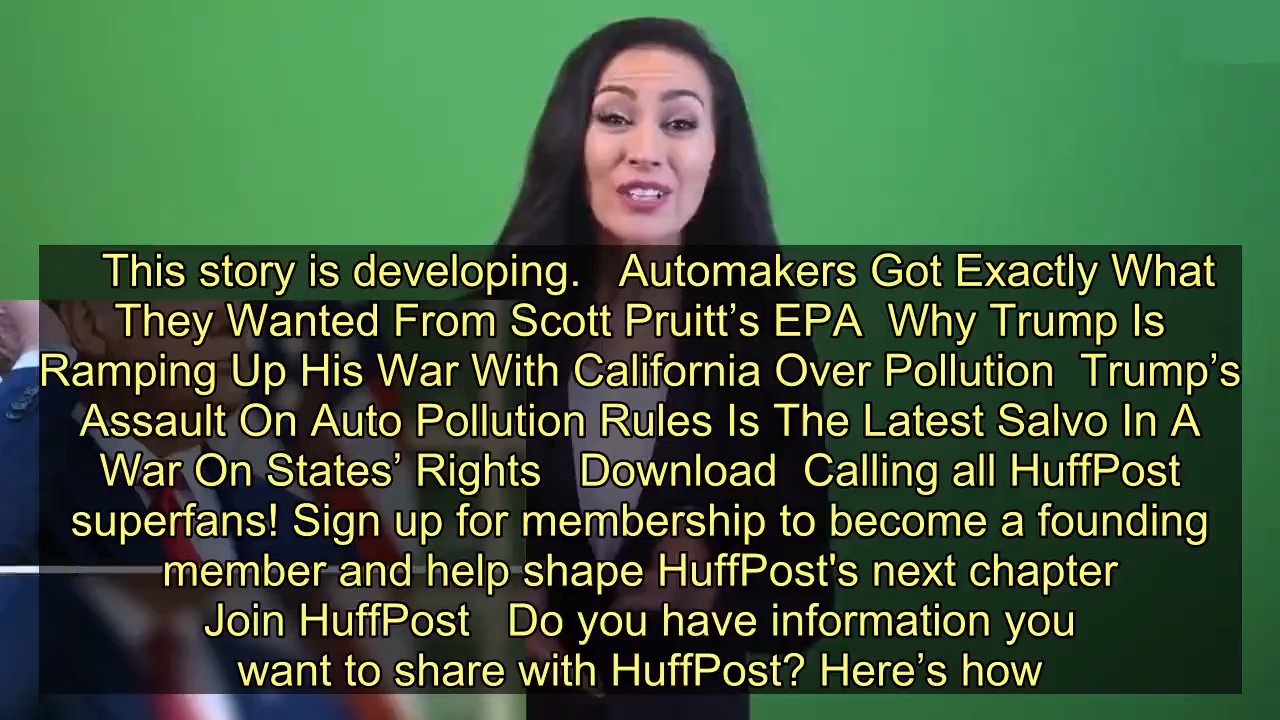 This story is developing.   Automakers Got Exactly What
They Wanted From Scott Pruitt’s EPA  Why Trump Is
Ramping Up His War With California Over Pollution  Trump’s
Assault On Auto Pollution Rules Is The Latest Salvo In A
War On States’ Rights   Download  Calling all HuffPost
superfans! Sign up for membership to become a founding
member and help shape HuffPost's next chapter
Join HuffPost   Do you have information you
want to share with HuffPost? Here’s how